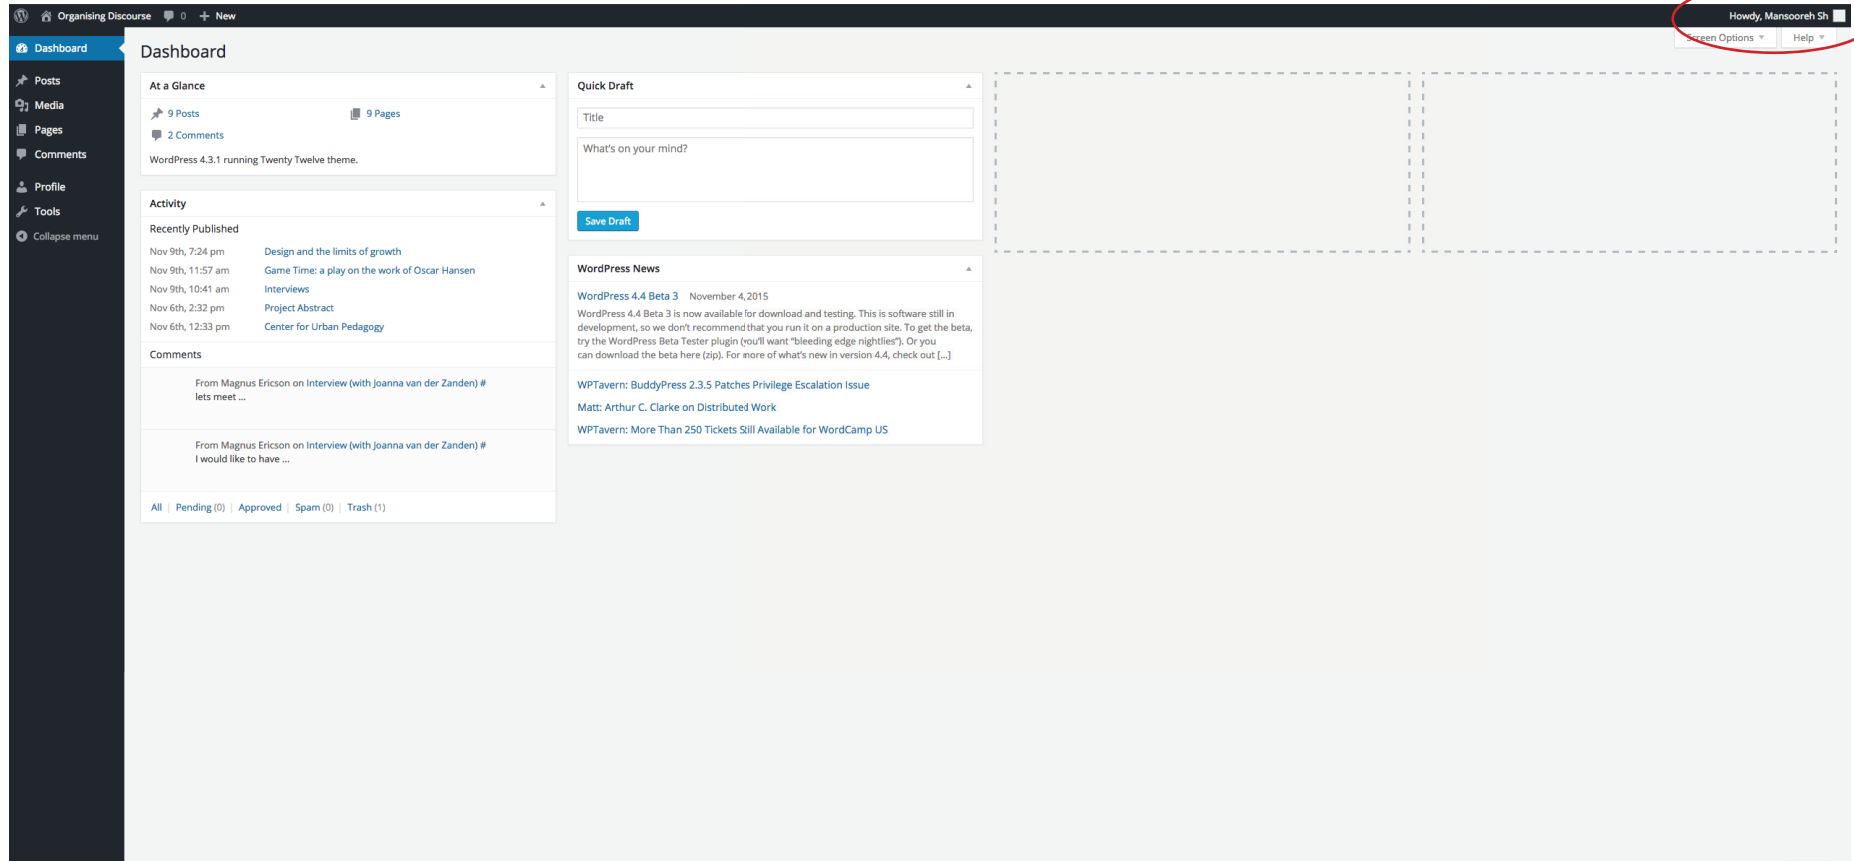 Organising Discourse 0 + New
Howdy, Mansooreh Sh
Screen Options Help
Dashboard
Posts
Media
Pages
Comments
Profile
Tools
Collapse menu
Dashboard
At a Glance
9 Posts 9 Pages
2 Comments
WordPress 4.3.1 running Twenty Twelve theme.
Activity
Recently Published
Nov 9th, 7:24 pm Design and the limits of growth
Nov 9th, 11:57 am Game Time: a play on the work of Oscar Hansen
Nov 9th, 10:41 am Interviews
Nov 6th, 2:32 pm Project Abstract
Nov 6th, 12:33 pm Center for Urban Pedagogy
Comments
From Magnus Ericson on Interview (with Joanna van der Zanden) #
lets meet ...
From Magnus Ericson on Interview (with Joanna van der Zanden) #
I would like to have ...
All | Pending (0) | Approved | Spam (0) | Trash (1)
Quick Draft
Title
What's on your mind?
Save Draft
WordPress News
WordPress 4.4 Beta 3 November 4, 2015
WordPress 4.4 Beta 3 is now available for download and testing. This is software still in
development, so we don't recommend that you run it on a production site. To get the beta,
try the WordPress Beta Tester plugin (you'll want "bleeding edge nightlies"). Or you
can download the beta here (zip). For more of what's new in version 4.4, check out [...]
WPTavern: BuddyPress 2.3.5 Patches Privilege Escalation Issue
Matt: Arthur C. Clarke on Distributed Work
WPTavern: More Than 250 Tickets Still Available for WordCamp US